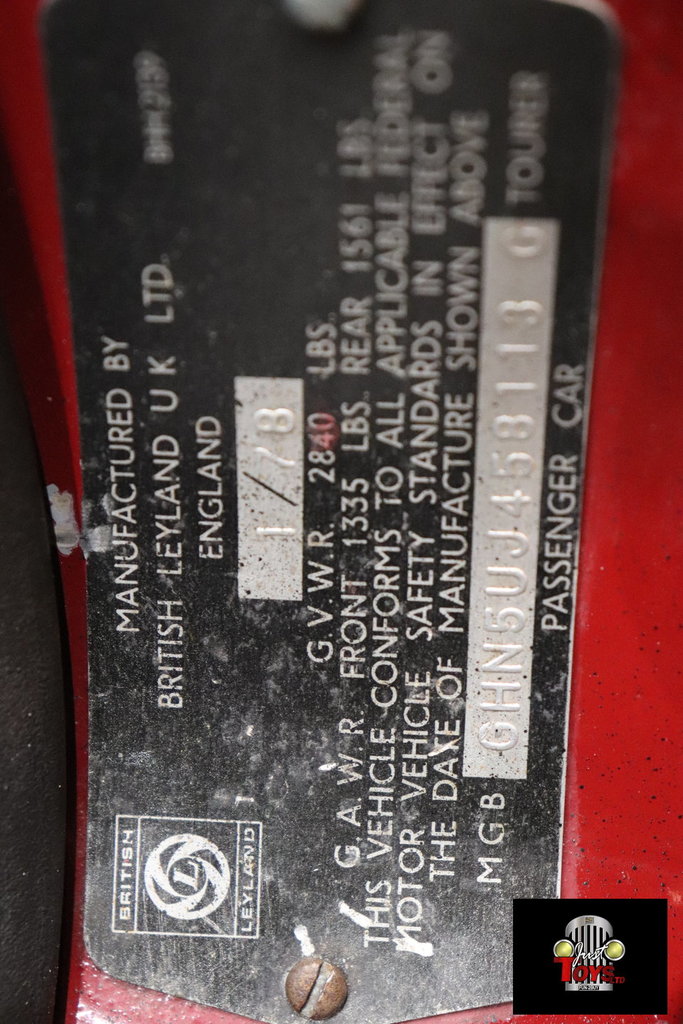 MANUFACTURED BY
BRITISH LEYLAND U K LTD.
ENGLAND
1 /78
G. V. W. R. 2840 LBS.
G. A. W. R. FRONT 1335 LBS. REAR 1561 LBS
THIS VEHICLE CONFORMS TO ALL APPLICABLE FEDERAL
MOTOR VEHICLE SAFETY STANDARDS IN EFFECT ON
THE DATE OF MANUFACTURE SHOWN ABOVE
MGB GHN5UJ458113 G TOURER
PASSENGER CAR
BRITISH
L
LEYLAND
Just
TOYS